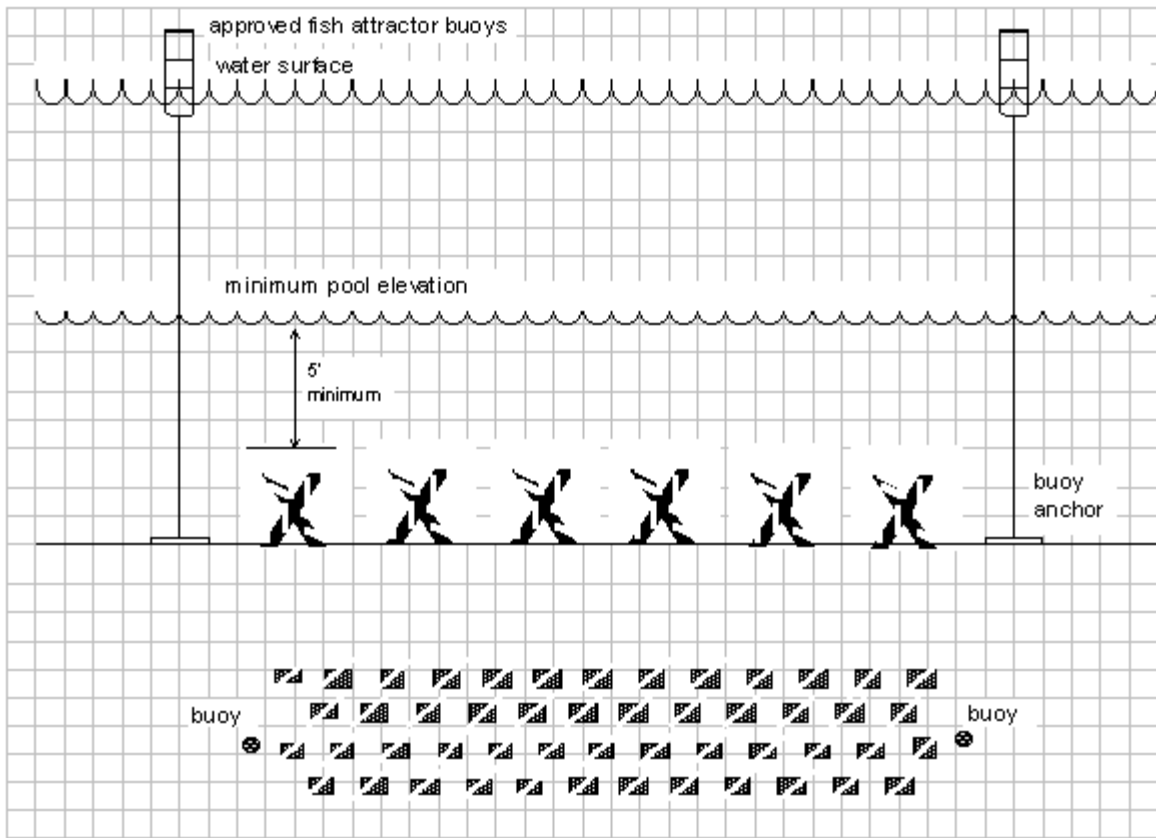 approved fish attractor buoys
water surface
minimum pool elevation
5'
minimum
buoy
anchor
buoy
buoy